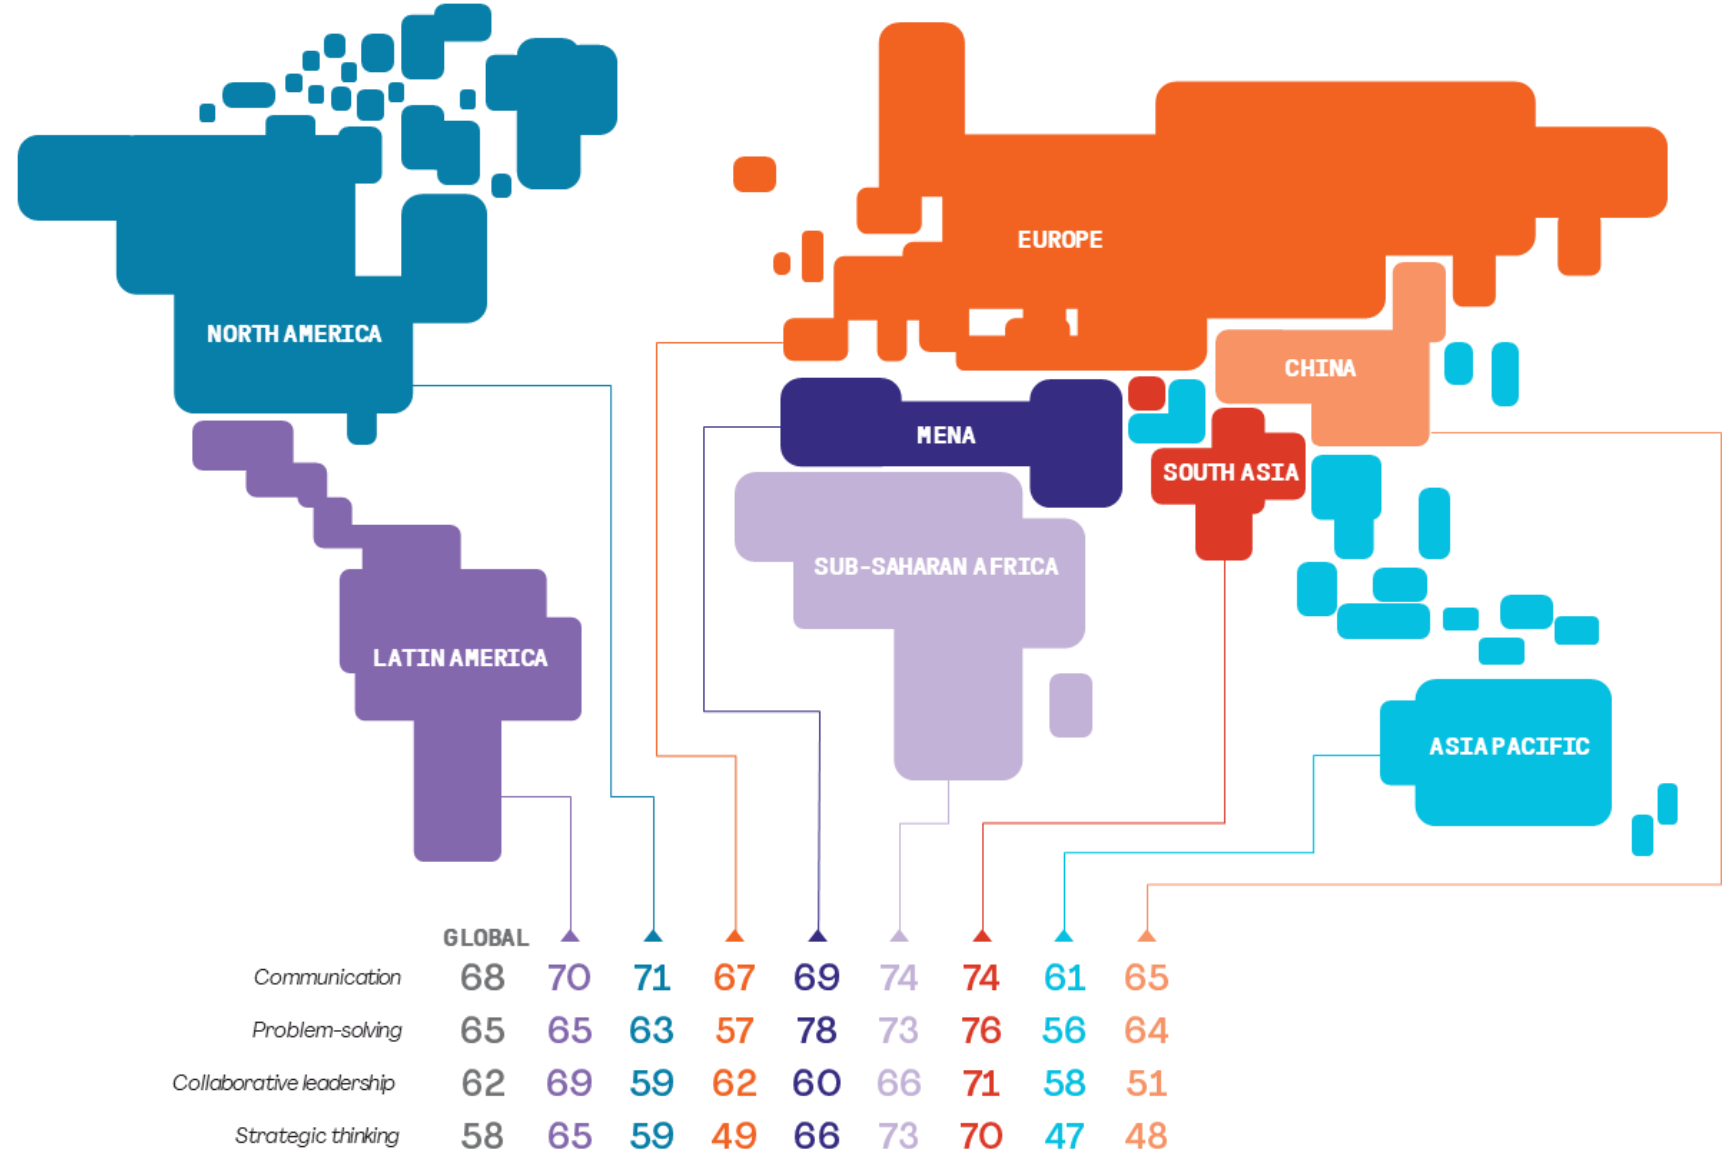 EUROPE
NORTH AMERICA
CHINA
MENA
SOUTH ASIA
SUB-SAHARAN AFRICA
LATIN AMERICA
ASIA PACIFIC
GLOBAL
Communication 68 70 71 67 69 74 74 61 65
Problem-solving 65 65 63 57 78 73 76 56 64
Collaborative leadership 62 69 59 62 60 66 71 58 51
Strategic thinking 58 65 59 49 66 73 70 47 48